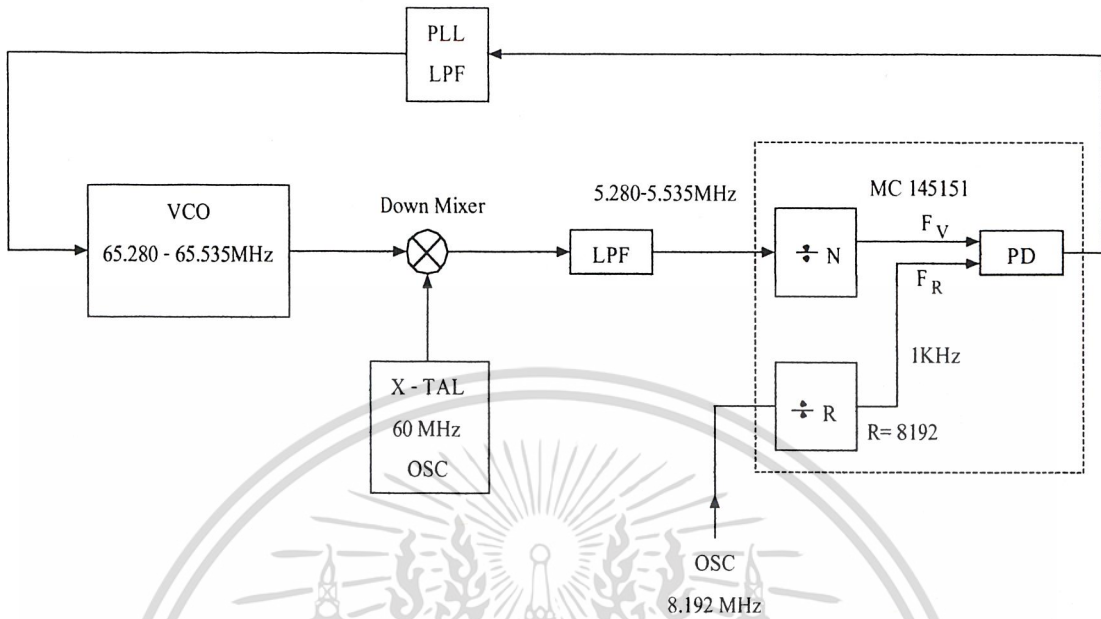 PLL
LPF
VCO
65.280 - 65.535MHz
Down Mixer
LPF
5.280-5.535MHz
MC 145151
÷ N
F V
F R
PD
1KHz
÷ R
R= 8192
X - TAL
60 MHz
OSC
OSC
8.192 MHz